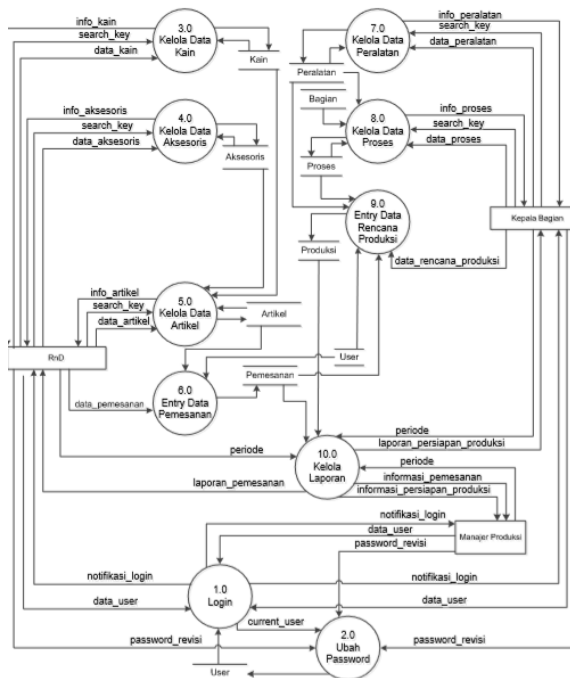 info_kain
search_key
data_kain
3.0
Kelola Data
Kain
Kain
info_aksesoris
search_key
data_aksesoris
4.0
Kelola Data
Aksesoris
Aksesoris
7.0
Kelola Data
Peralatan
info_peralatan
search_key
data_peralatan
Peralatan
Bagian
8.0
Kelola Data
Proses
info_proses
search_key
data_proses
Proses
9.0
Entry Data
Rencana
Produksi
Kepala Bagian
Produksi
data_rencana_produksi
info_artikel
search_key
data_artikel
5.0
Kelola Data
Artikel
Artikel
RnD
User
6.0
Entry Data
Pemesanan
data_pemesanan
Pemesanan
periode
laporan_persiapan_produksi
10.0
Kelola
Laporan
periode
laporan_pemesanan
periode
informasi_pemesanan
informasi_persiapan_produksi
notifikasi_login
data_user
password_revisi
Manajer Produksi
notifikasi_login
data_user
1.0
Login
notifikasi_login
data_user
current_user
2.0
Ubah
Password
password_revisi
password_revisi
User